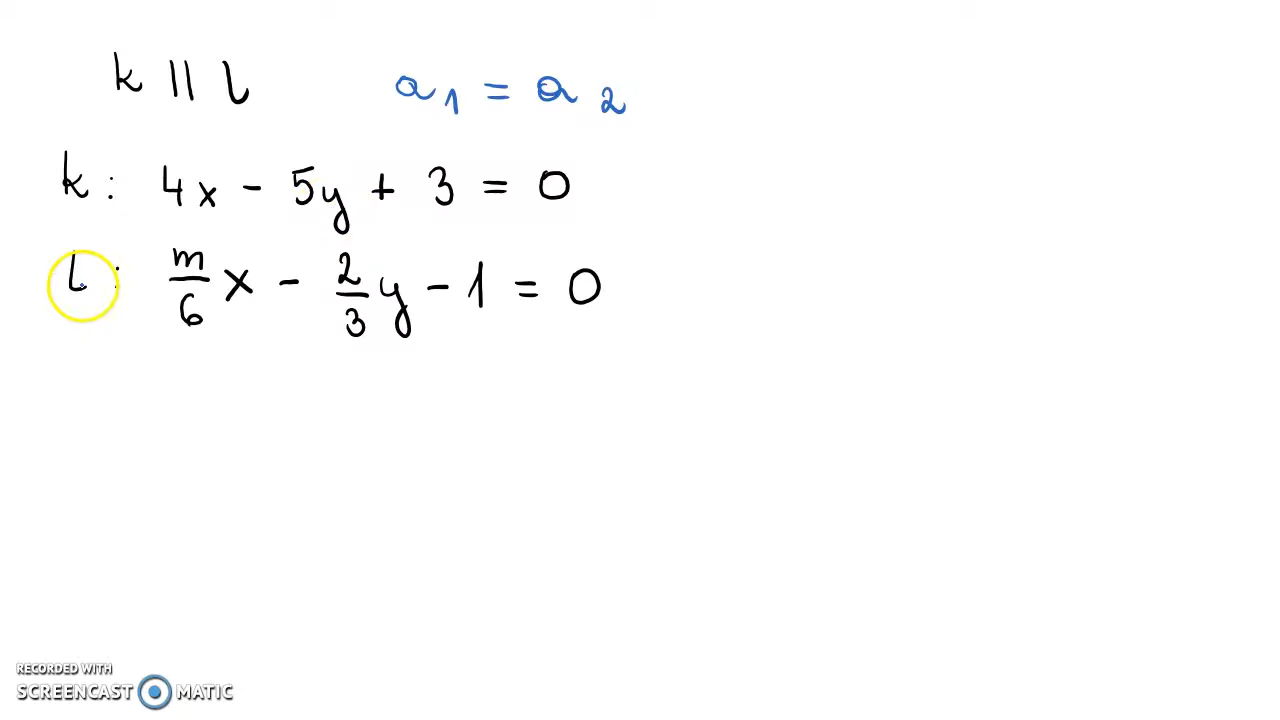 k || l a₁ = a₂
k: 4x - 5y + 3 = 0
l: m/6 x - 2/3 y - 1 = 0
RECORDED WITH
SCREENCAST MATIC